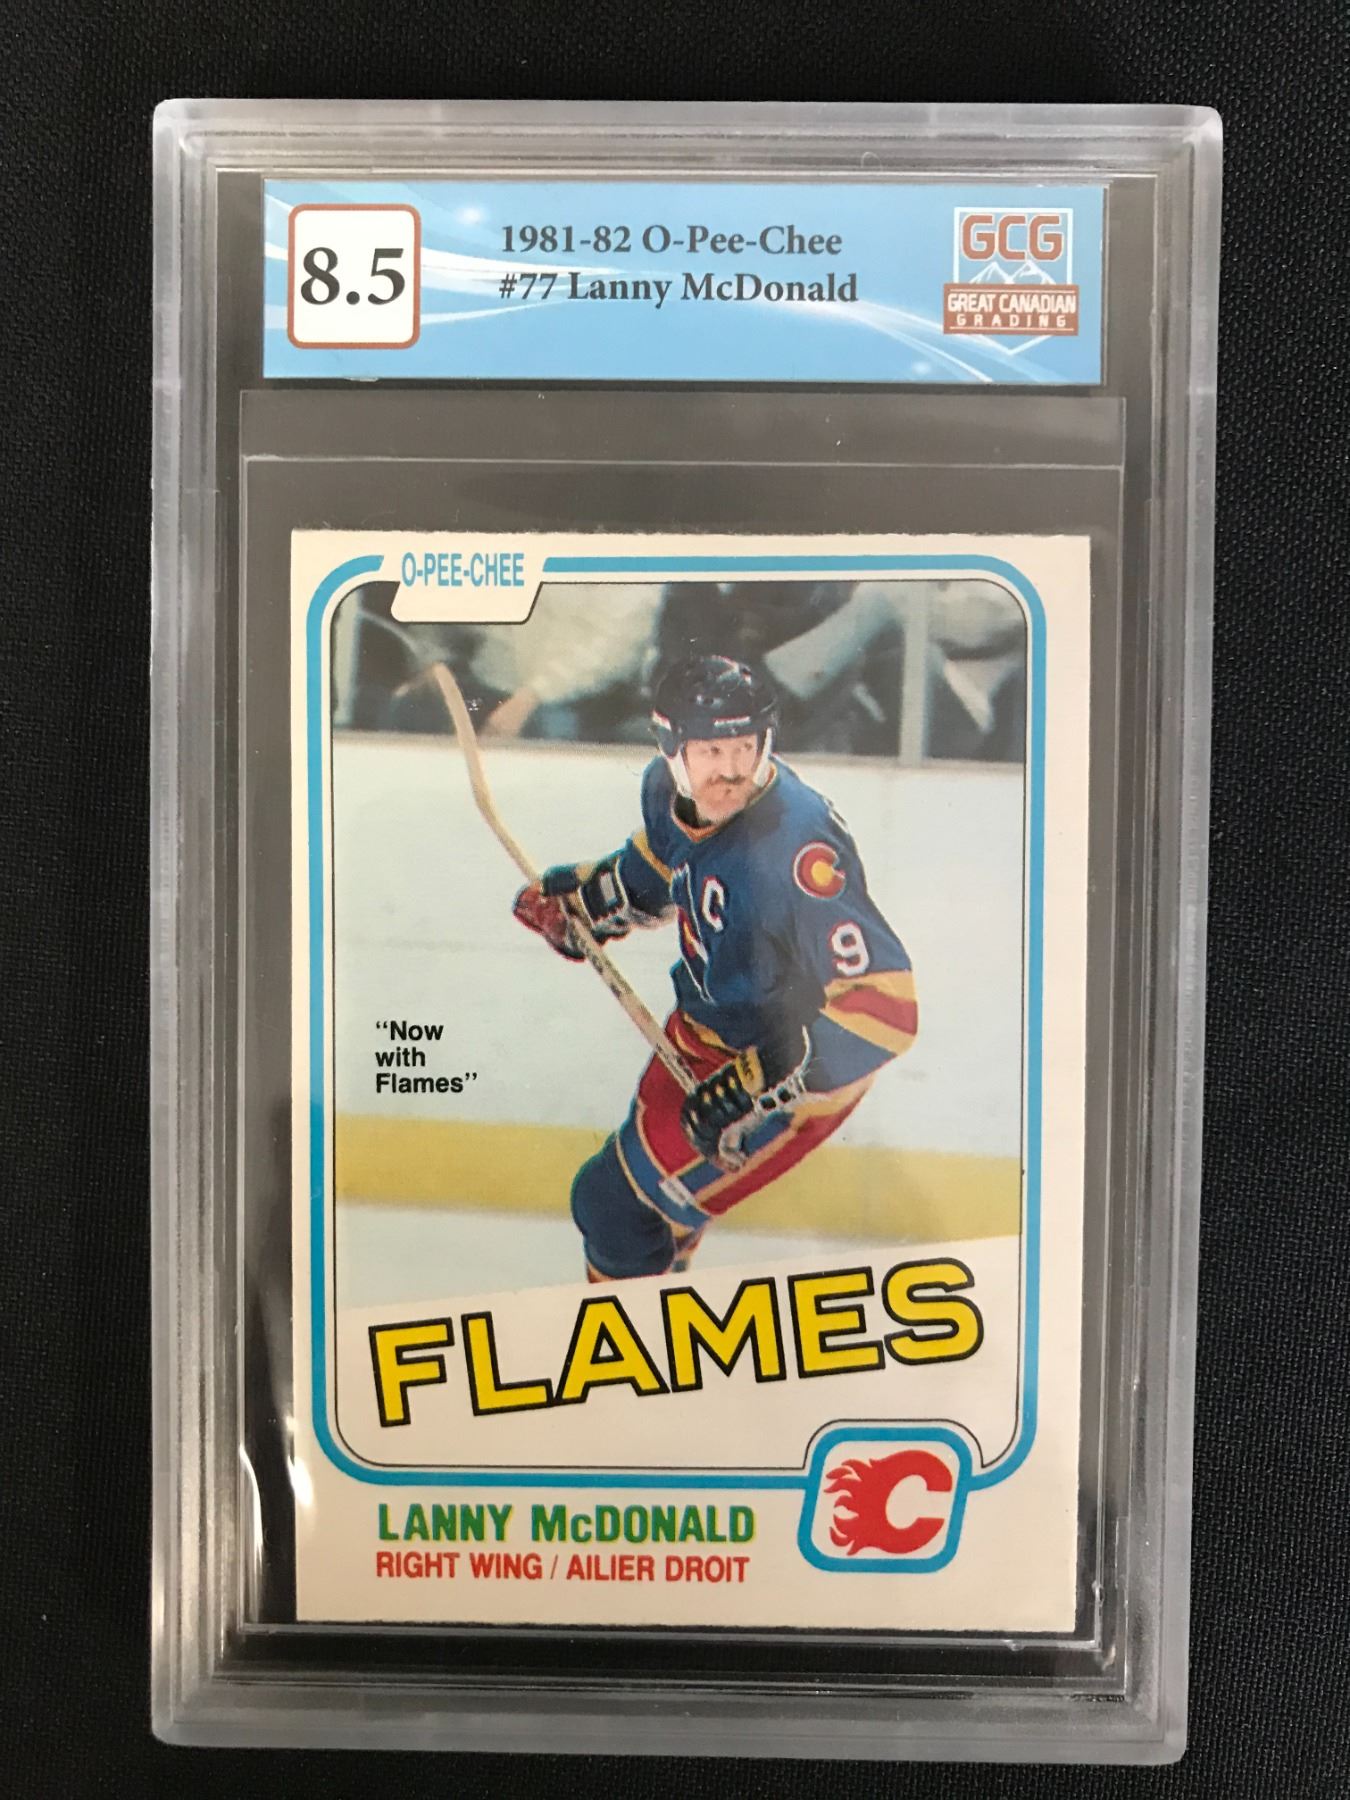 8.5
1981-82 O-Pee-Chee
#77 Lanny McDonald
GCG
GREAT CANADIAN
GRADING
O-PEE-CHEE
C
9
"Now
with
Flames"
FLAMES
C
LANNY McDONALD
RIGHT WING / AILIER DROIT